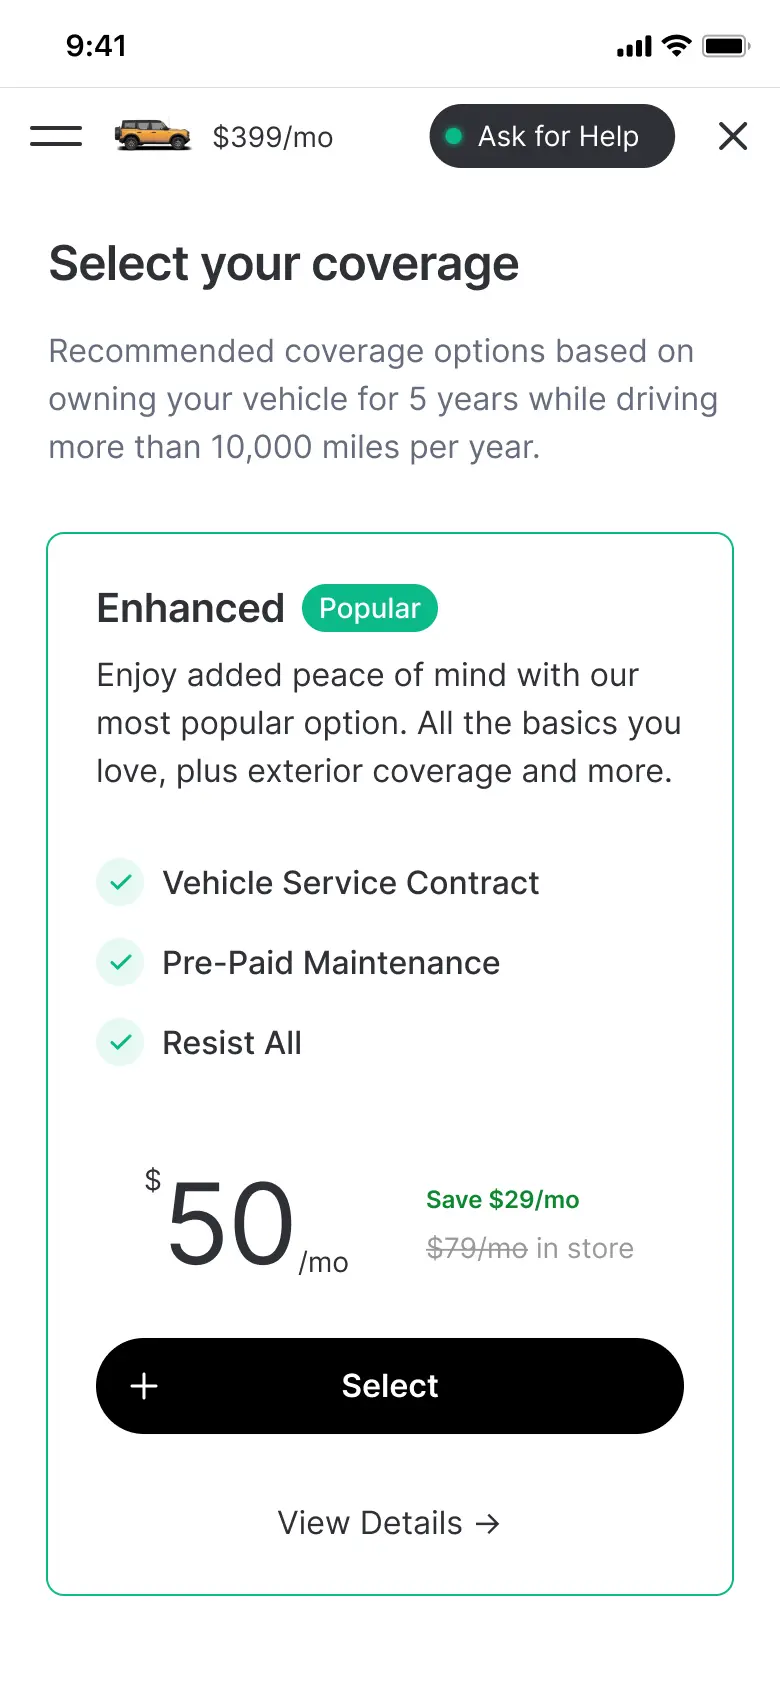 9:41
$399/mo
Ask for Help
Select your coverage
Recommended coverage options based on
owning your vehicle for 5 years while driving
more than 10,000 miles per year.
Enhanced
Popular
Enjoy added peace of mind with our
most popular option. All the basics you
love, plus exterior coverage and more.
Vehicle Service Contract
Pre-Paid Maintenance
Resist All
$50/mo
Save $29/mo
$79/mo in store
+ Select
View Details →